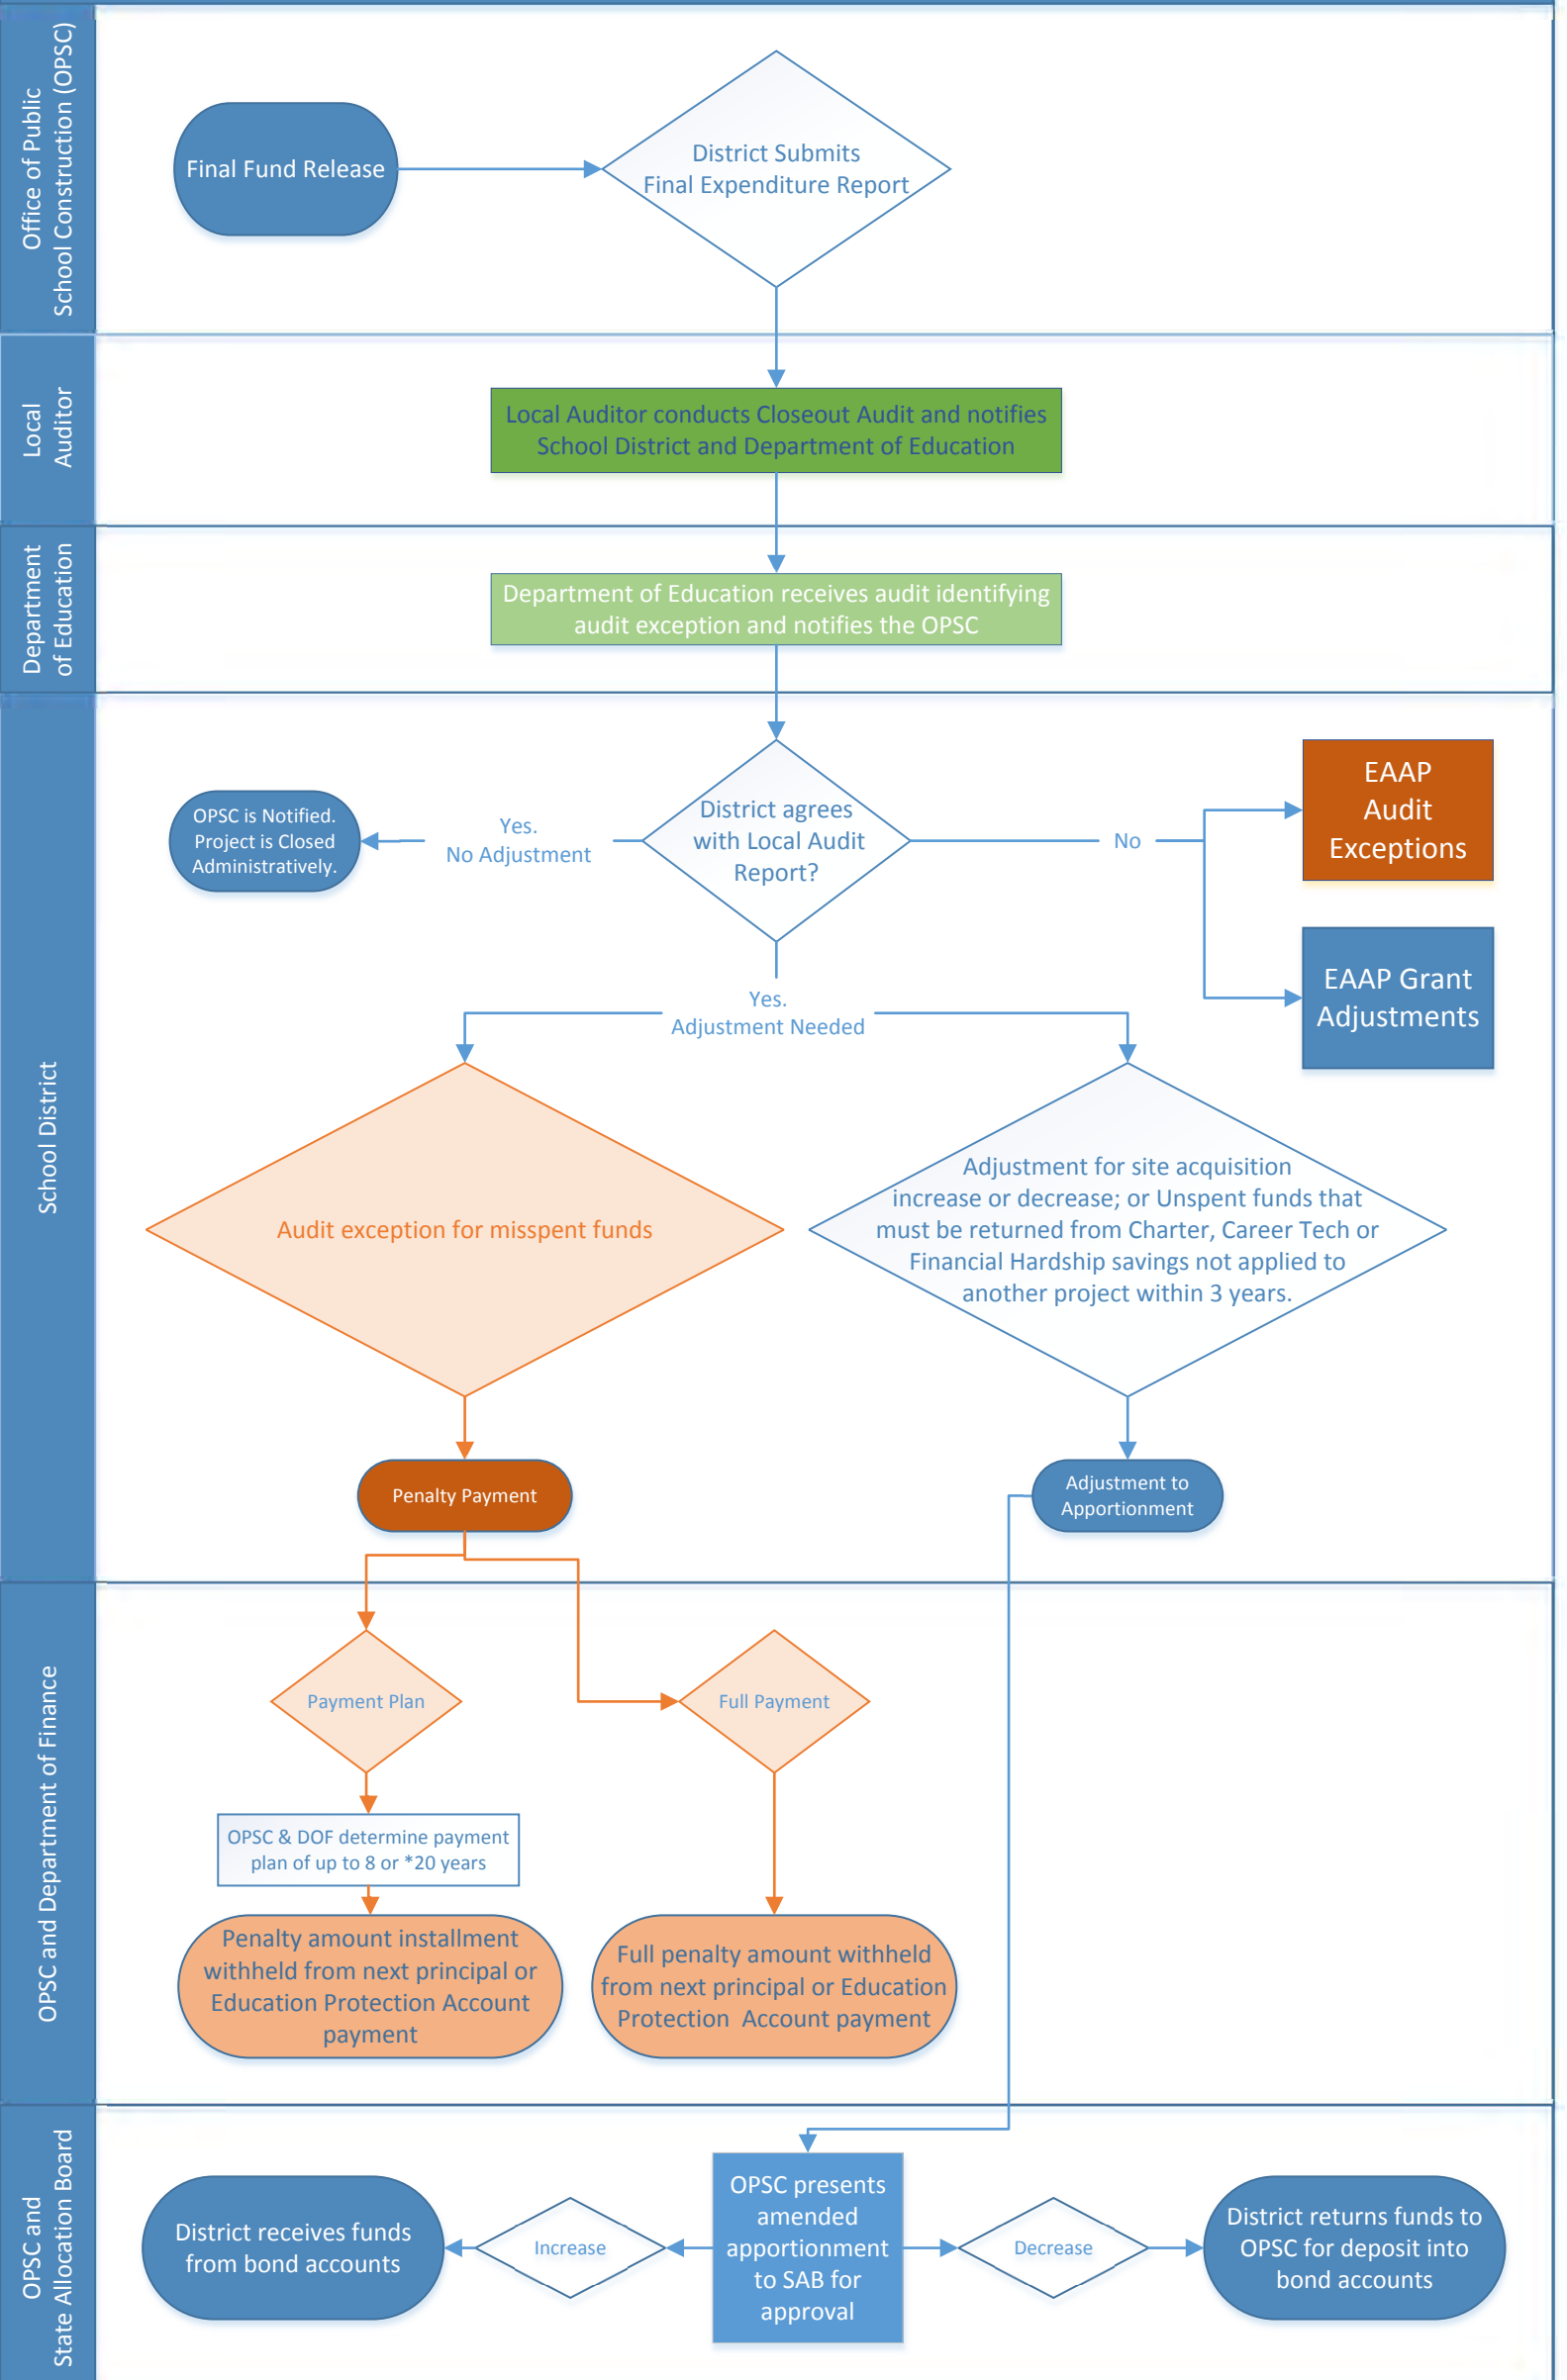 Office of Public
School Construction (OPSC)
Final Fund Release
District Submits
Final Expenditure Report
Local
Auditor
Local Auditor conducts Closeout Audit and notifies
School District and Department of Education
Department
of Education
Department of Education receives audit identifying
audit exception and notifies the OPSC
School District
OPSC is Notified.
Project is Closed
Administratively.
Yes.
No Adjustment
District agrees
with Local Audit
Report?
No
EAAP
Audit
Exceptions
EAAP Grant
Adjustments
Yes.
Adjustment Needed
Audit exception for misspent funds
Adjustment for site acquisition
increase or decrease; or Unspent funds that
must be returned from Charter, Career Tech or
Financial Hardship savings not applied to
another project within 3 years.
Penalty Payment
Adjustment to
Apportionment
OPSC and Department of Finance
Payment Plan
Full Payment
OPSC & DOF determine payment
plan of up to 8 or *20 years
Penalty amount installment
withheld from next principal or
Education Protection Account
payment
Full penalty amount withheld
from next principal or Education
Protection  Account payment
OPSC and
State Allocation Board
District receives funds
from bond accounts
Increase
OPSC presents
amended
apportionment
to SAB for
approval
Decrease
District returns funds to
OPSC for deposit into
bond accounts